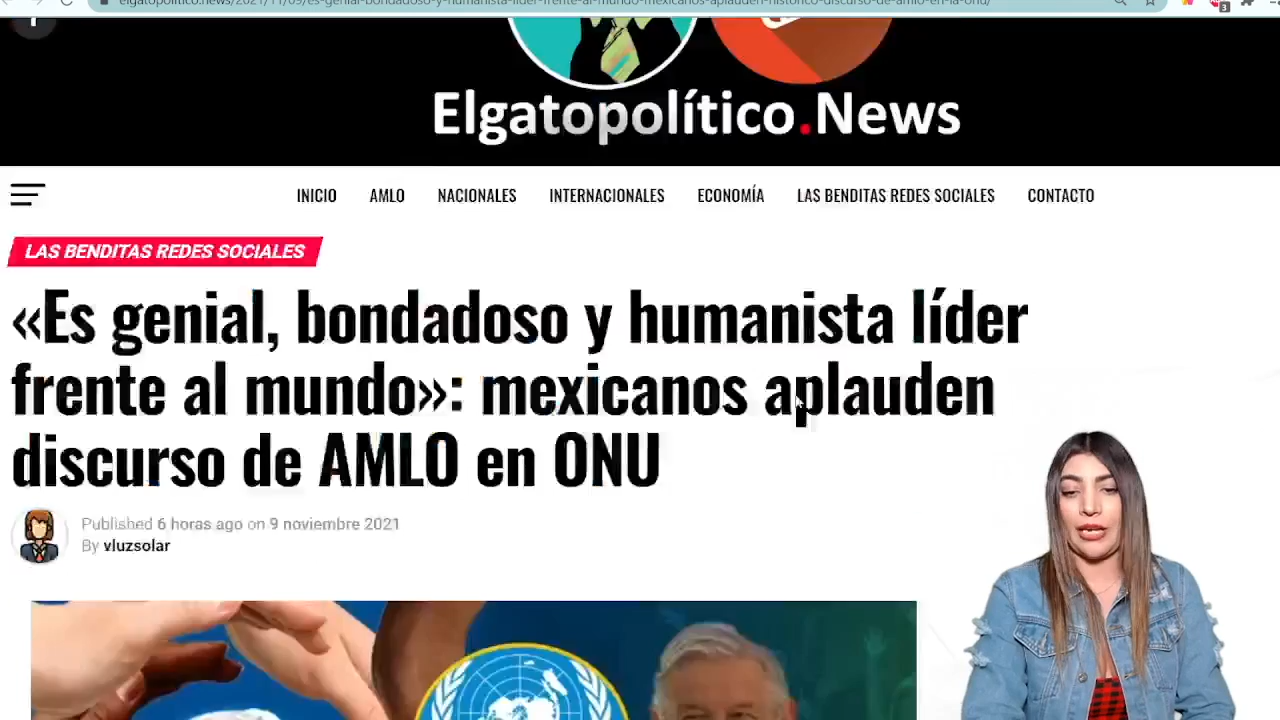 elgatopolitico.news/2021/11/09/es-genial-bondadoso-y-humanista-lider-frente-al-mundo-mexicanos-aplauden-historico-discurso-de-amlo-en-la-onu/
3
Elgatopolítico.News
INICIO AMLO NACIONALES INTERNACIONALES ECONOMÍA LAS BENDITAS REDES SOCIALES CONTACTO
LAS BENDITAS REDES SOCIALES
«Es genial, bondadoso y humanista líder
frente al mundo»: mexicanos aplauden
discurso de AMLO en ONU
Published 6 horas ago on 9 noviembre 2021
By vluzsolar